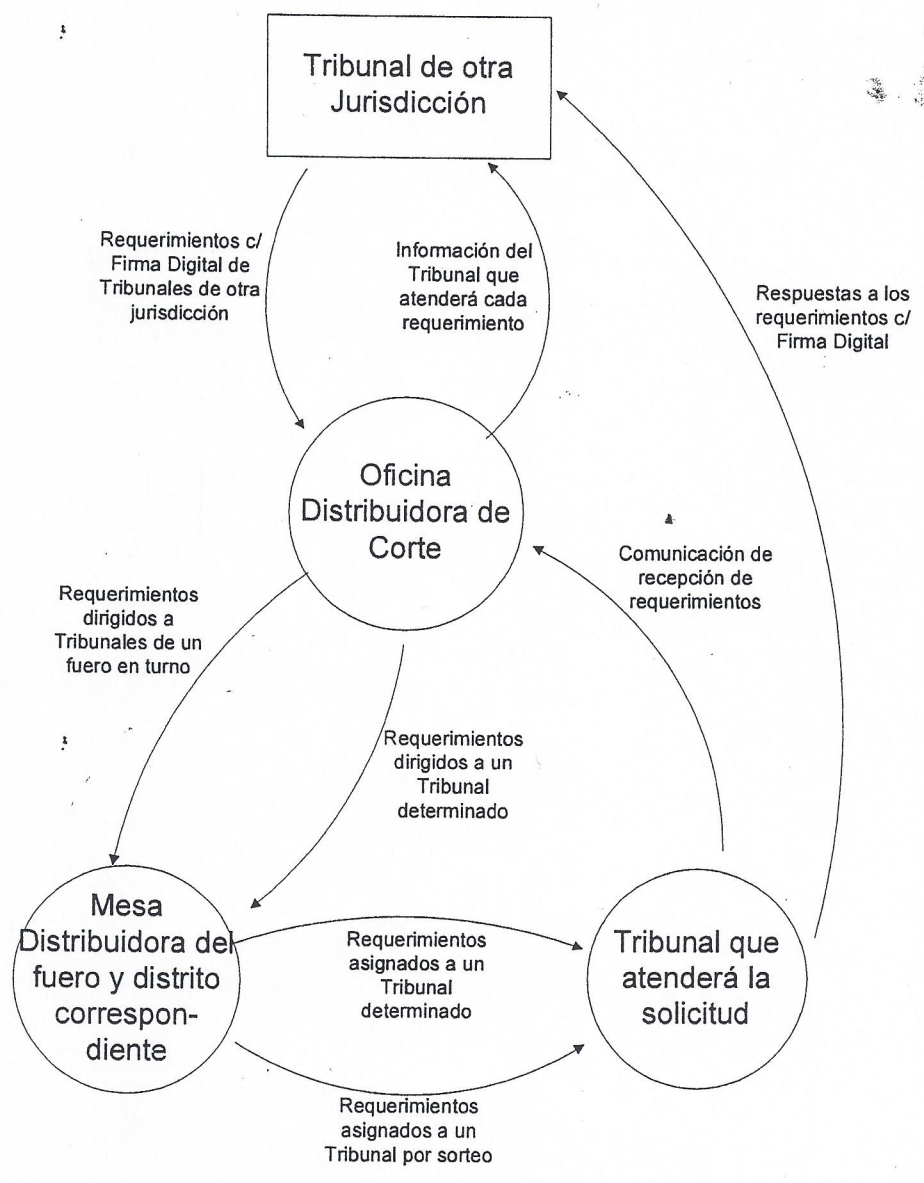 Tribunal de otra
Jurisdicción
Requerimientos c/
Firma Digital de
Tribunales de otra
jurisdicción
Información del
Tribunal que
atenderá cada
requerimiento
Respuestas a los
requerimientos c/
Firma Digital
Oficina
Distribuidora de
Corte
Comunicación de
recepción de
requerimientos
Requerimientos
dirigidos a
Tribunales de un
fuero en turno
Requerimientos
dirigidos a un
Tribunal
determinado
Mesa
Distribuidora del
fuero y distrito
correspon-
diente
Requerimientos
asignados a un
Tribunal
determinado
Tribunal que
atenderá la
solicitud
Requerimientos
asignados a un
Tribunal por sorteo